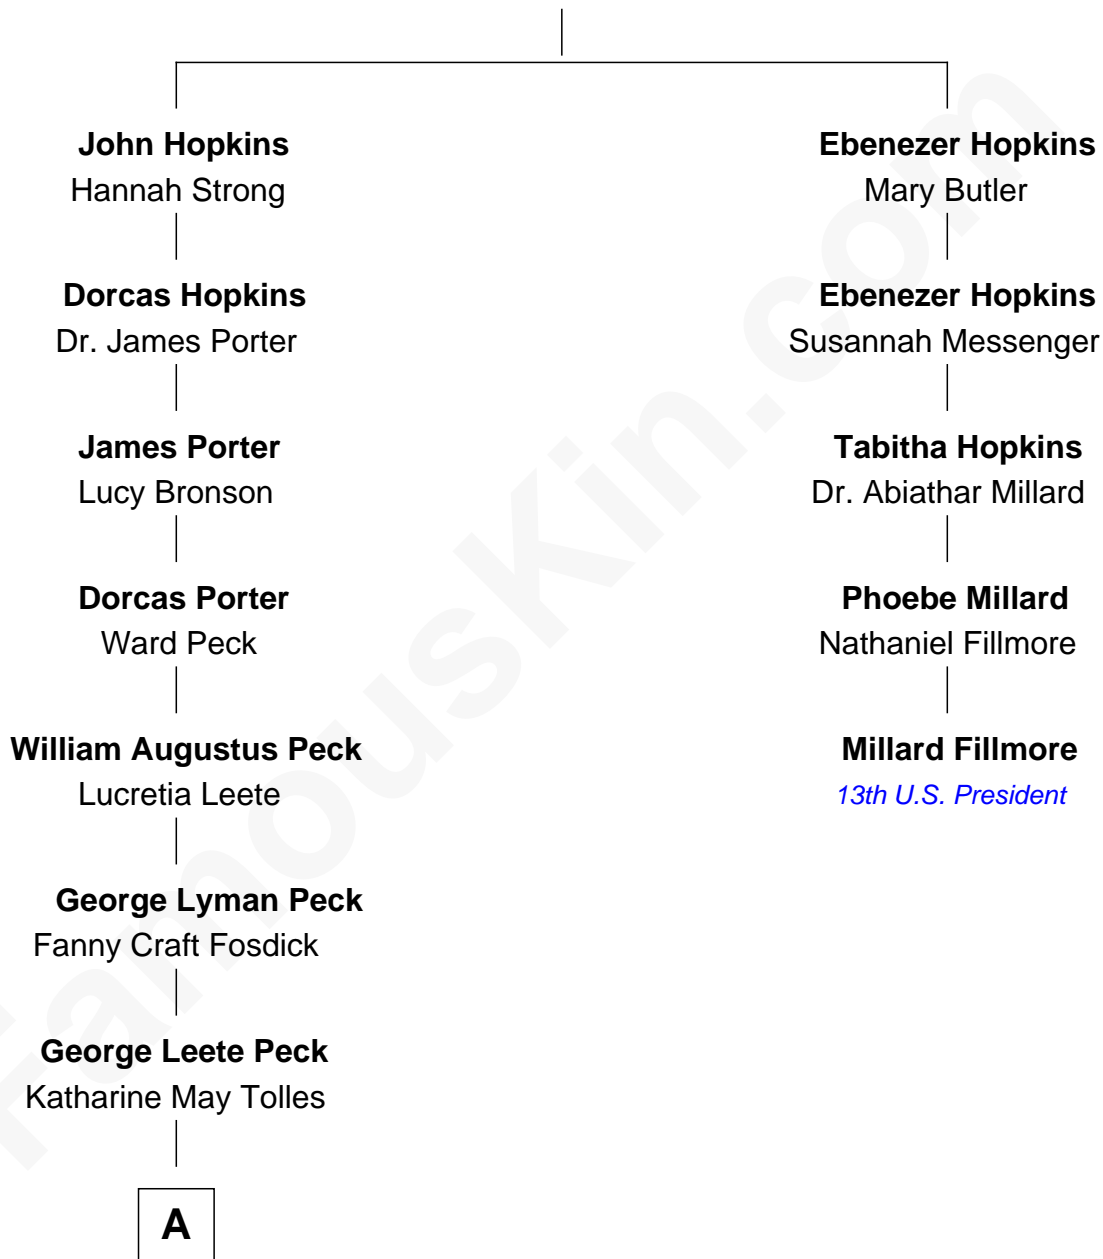 John Hopkins
Hannah Strong
Ebenezer Hopkins
Mary Butler
Dorcas Hopkins
Dr. James Porter
Ebenezer Hopkins
Susannah Messenger
James Porter
Lucy Bronson
Tabitha Hopkins
Dr. Abiathar Millard
Dorcas Porter
Ward Peck
Phoebe Millard
Nathaniel Fillmore
William Augustus Peck
Lucretia Leete
Millard Fillmore
13th U.S. President
George Lyman Peck
Fanny Craft Fosdick
George Leete Peck
Katharine May Tolles
A
FamousKin.com